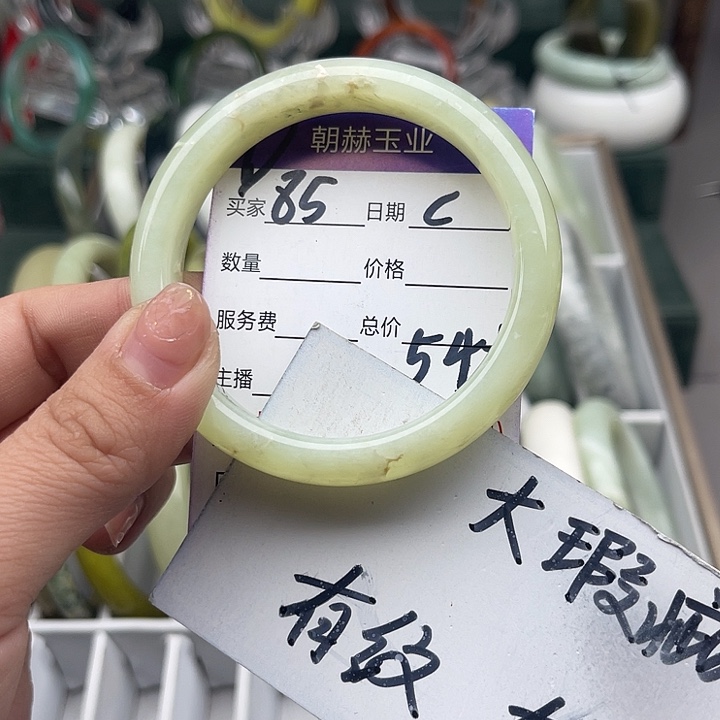 朝赫玉业
买家 85 日期 C
数量 价格
服务费 总价 54
主播
大瑕疵
有纹